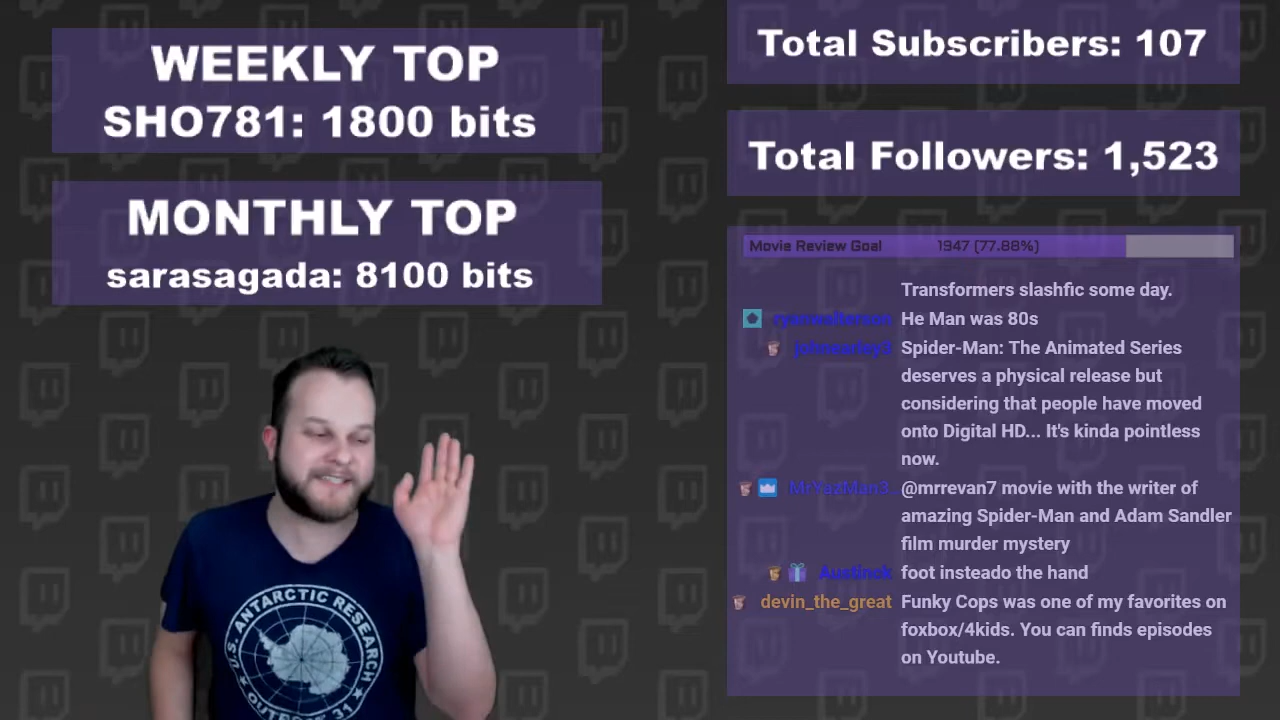 WEEKLY TOP
SHO781: 1800 bits
MONTHLY TOP
sarasagada: 8100 bits
Total Subscribers: 107
Total Followers: 1,523
Movie Review Goal 1947 (77.88%)
Transformers slashfic some day.
He Man was 80s
Spider-Man: The Animated Series
deserves a physical release but
considering that people have moved
onto Digital HD... It's kinda pointless
now.
MrYazMan3... @mrrevan7 movie with the writer of
amazing Spider-Man and Adam Sandler
film murder mystery
Austinck foot insteado the hand
devin_the_great Funky Cops was one of my favorites on
foxbox/4kids. You can finds episodes
on Youtube.
U.S. ANTARCTIC RESEARCH
OUTPOST 31